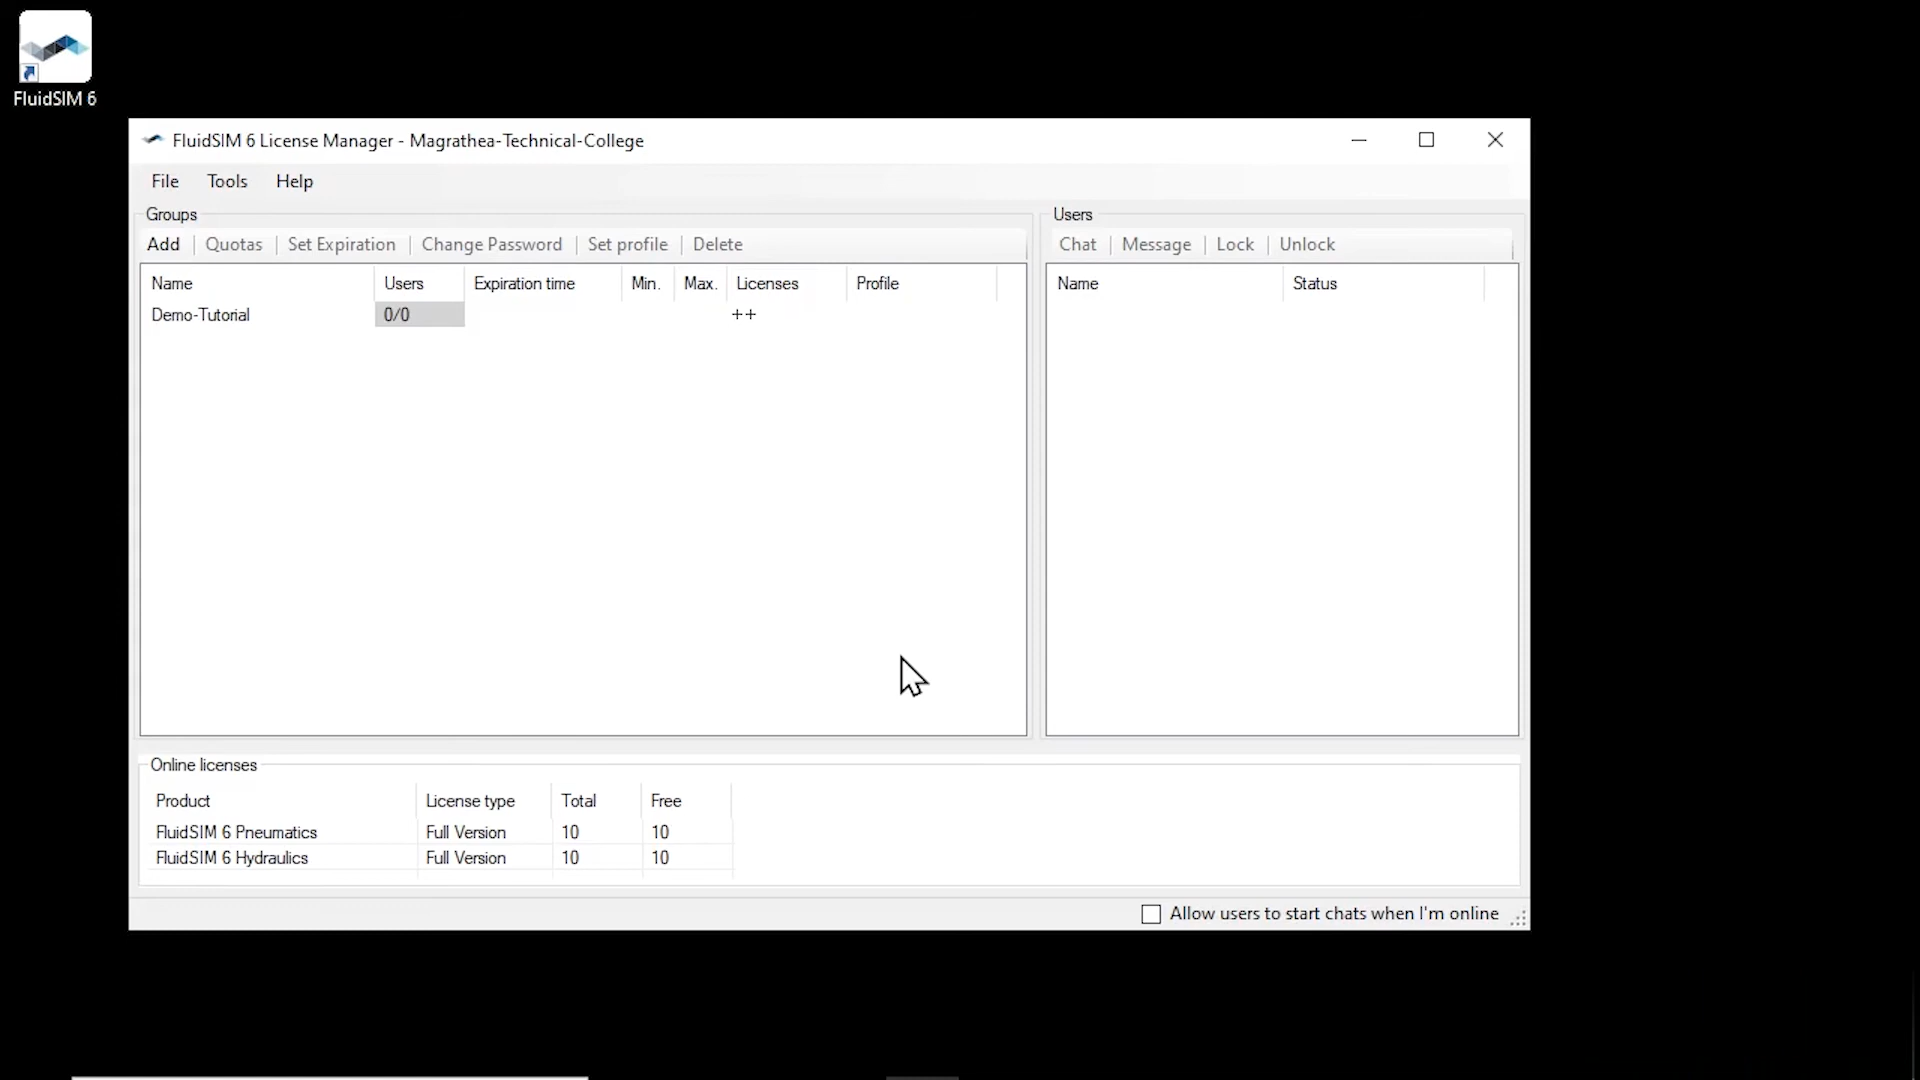 FluidSIM 6
FluidSIM 6 License Manager - Magrathea-Technical-College
File Tools Help
Groups
Add Quotas Set Expiration Change Password Set profile Delete
Name Users Expiration time Min. Max. Licenses Profile
Demo-Tutorial 0/0 ++
Users
Chat Message Lock Unlock
Name Status
Online licenses
Product License type Total Free
FluidSIM 6 Pneumatics Full Version 10 10
FluidSIM 6 Hydraulics Full Version 10 10
Allow users to start chats when I'm online